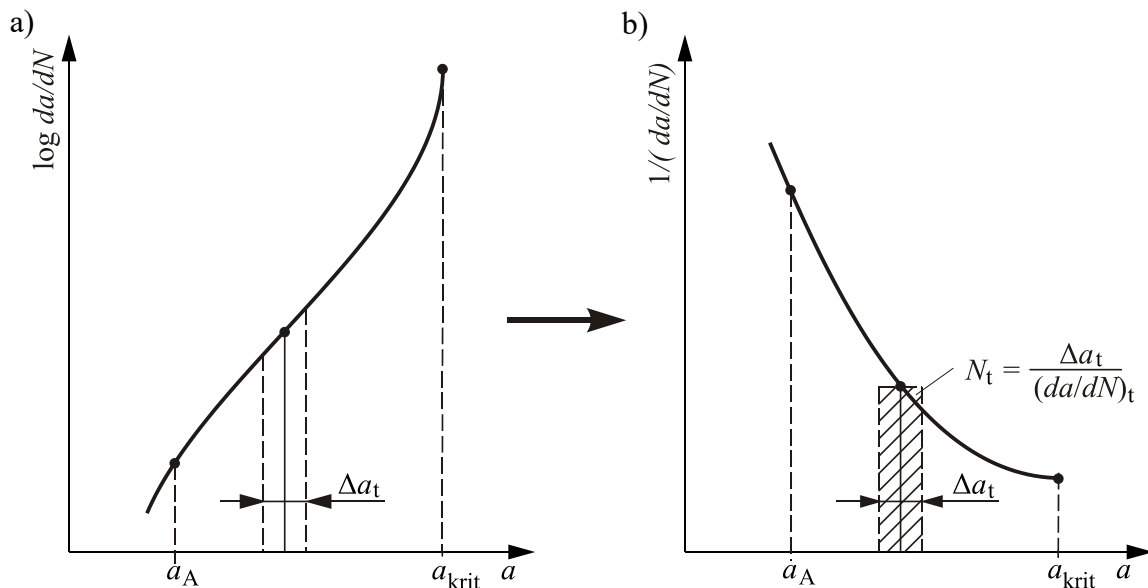 a)
log da/dN
Δa_t
a_A
a_krit
a
b)
1/(da/dN)
N_t = Δa_t / (da/dN)_t
Δa_t
a_A
a_krit
a